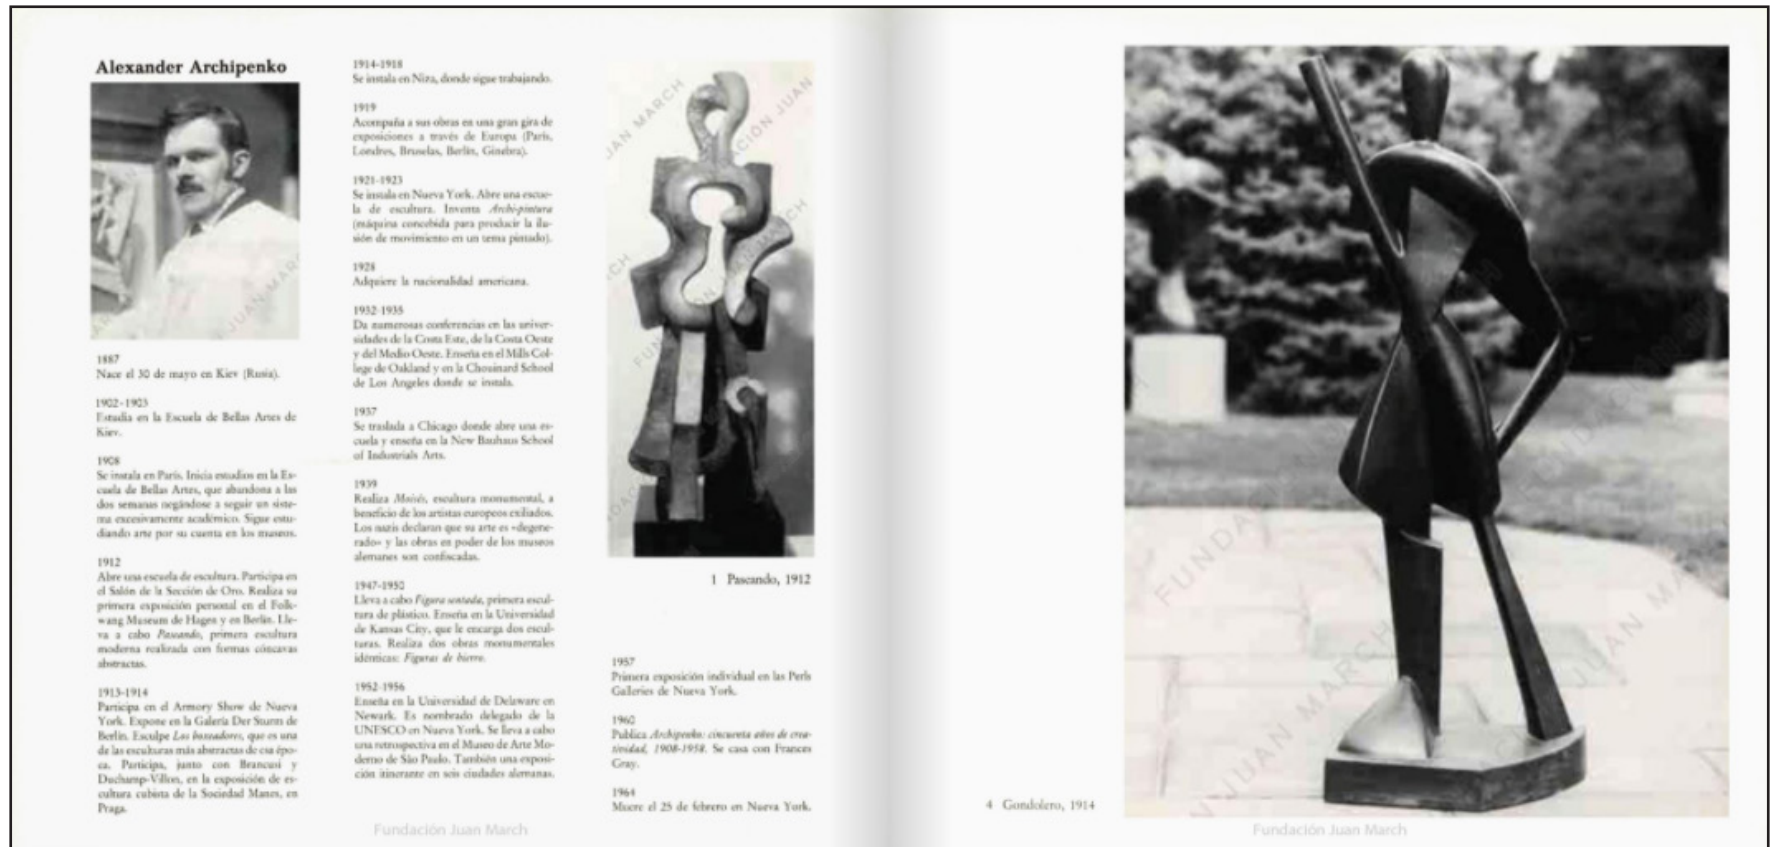 Alexander Archipenko
1887
Nace el 30 de mayo en Kiev (Rusia).
1902-1903
Estudia en la Escuela de Bellas Artes de
Kiev.
1908
Se instala en París. Inicia estudios en la Es-
cuela de Bellas Artes, que abandona a las
dos semanas negándose a seguir un siste-
ma excesivamente académico. Sigue estu-
diando arte por su cuenta en los museos.
1912
Abre una escuela de escultura. Participa en
el Salón de la Sección de Oro. Realiza su
primera exposición personal en el Folk-
wang Museum de Hagen y en Berlín. Lle-
va a cabo Paseando, primera escultura
moderna realizada con formas cóncavas
abstractas.
1913-1914
Participa en el Armory Show de Nueva
York. Expone en la Galería Der Sturm de
Berlín. Esculpe Los boxeadores, que es una
de las esculturas más abstractas de esa épo-
ca. Participa, junto con Brancusi y
Duchamp-Villon, en la exposición de es-
cultura cubista de la Sociedad Manes, en
Praga.
1914-1918
Se instala en Niza, donde sigue trabajando.
1919
Acompaña a sus obras en una gran gira de
exposiciones a través de Europa (París,
Londres, Bruselas, Berlín, Ginebra).
1921-1923
Se instala en Nueva York. Abre una escue-
la de escultura. Inventa Archi-pintura
(máquina concebida para producir la ilu-
sión de movimiento en un tema pintado).
1928
Adquiere la nacionalidad americana.
1932-1935
Da numerosas conferencias en las univer-
sidades de la Costa Este, de la Costa Oeste
y del Medio Oeste. Enseña en el Mills Col-
lege de Oakland y en la Chouinard School
de Los Angeles donde se instala.
1937
Se traslada a Chicago donde abre una es-
cuela y enseña en la New Bauhaus School
of Industrials Arts.
1939
Realiza Moisés, escultura monumental, a
beneficio de los artistas europeos exiliados.
Los nazis declaran que su arte es «degene-
rado» y las obras en poder de los museos
alemanes son confiscadas.
1947-1950
Lleva a cabo Figura sentada, primera escul-
tura de plástico. Enseña en la Universidad
de Kansas City, que le encarga dos escul-
turas. Realiza dos obras monumentales
idénticas: Figuras de hierro.
1952-1956
Enseña en la Universidad de Delaware en
Newark. Es nombrado delegado de la
UNESCO en Nueva York. Se lleva a cabo
una retrospectiva en el Museo de Arte Mo-
derno de São Paulo. También una exposi-
ción itinerante en seis ciudades alemanas.
1 Paseando, 1912
1957
Primera exposición individual en las Perls
Galleries de Nueva York.
1960
Publica Archipenko: cincuenta años de crea-
tividad, 1908-1958. Se casa con Frances
Gray.
1964
Muere el 25 de febrero en Nueva York.
Fundación Juan March
4 Gondolero, 1914
Fundación Juan March